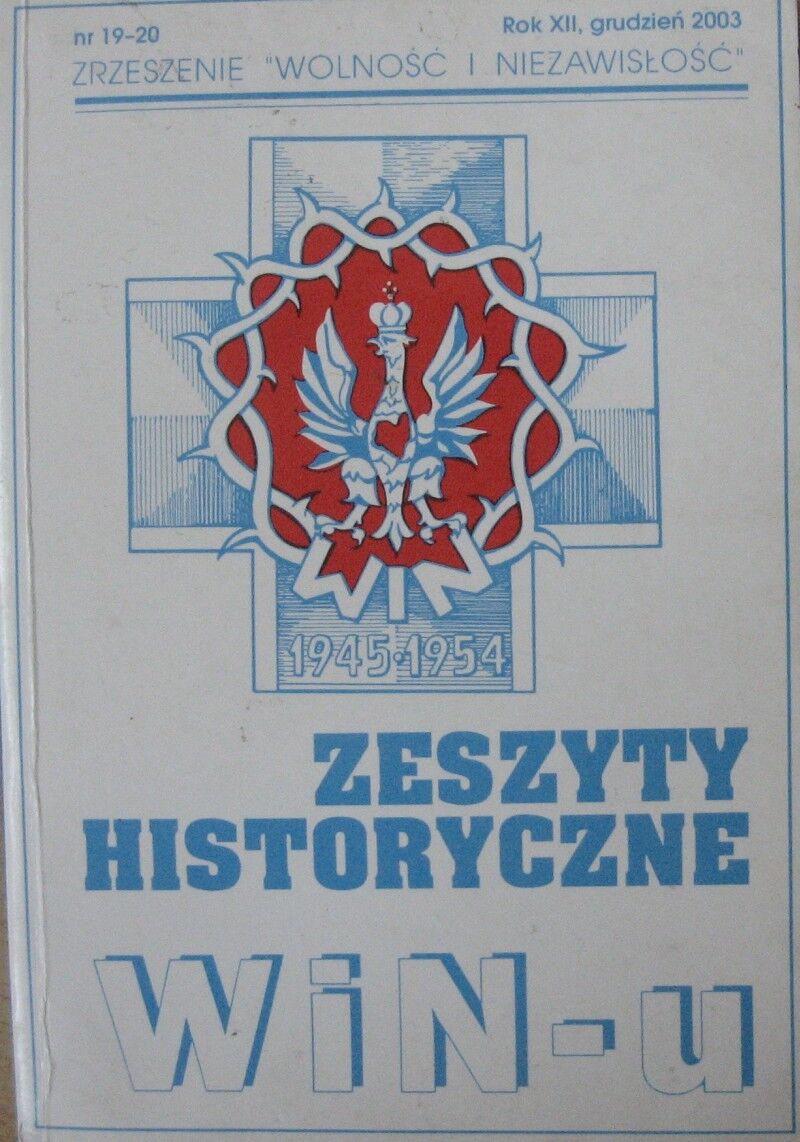 nr 19-20
Rok XII, grudzień 2003
ZRZESZENIE "WOLNOŚĆ I NIEZAWISŁOŚĆ"
WIN
1945·1954
ZESZYTY
HISTORYCZNE
WiN-u